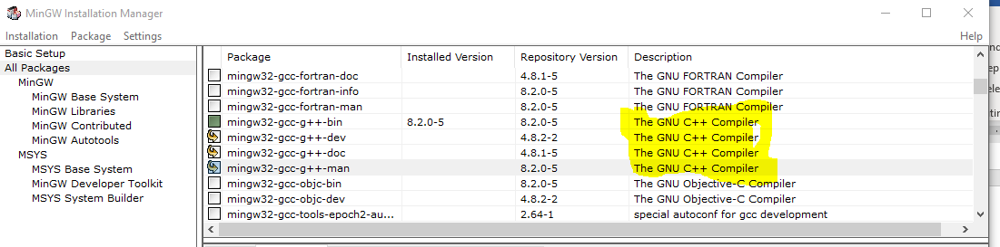 MinGW Installation Manager
Installation Package Settings Help
Basic Setup
All Packages
MinGW
MinGW Base System
MinGW Libraries
MinGW Contributed
MinGW Autotools
MSYS
MSYS Base System
MinGW Developer Toolkit
MSYS System Builder
Package Installed Version Repository Version Description
mingw32-gcc-fortran-doc 4.8.1-5 The GNU FORTRAN Compiler
mingw32-gcc-fortran-info 8.2.0-5 The GNU FORTRAN Compiler
mingw32-gcc-fortran-man 8.2.0-5 The GNU FORTRAN Compiler
mingw32-gcc-g++-bin 8.2.0-5 8.2.0-5 The GNU C++ Compiler
mingw32-gcc-g++-dev 4.8.2-2 The GNU C++ Compiler
mingw32-gcc-g++-doc 4.8.1-5 The GNU C++ Compiler
mingw32-gcc-g++-man 8.2.0-5 The GNU C++ Compiler
mingw32-gcc-objc-bin 8.2.0-5 The GNU Objective-C Compiler
mingw32-gcc-objc-dev 4.8.2-2 The GNU Objective-C Compiler
mingw32-gcc-tools-epoch2-au... 2.64-1 special autoconf for gcc development